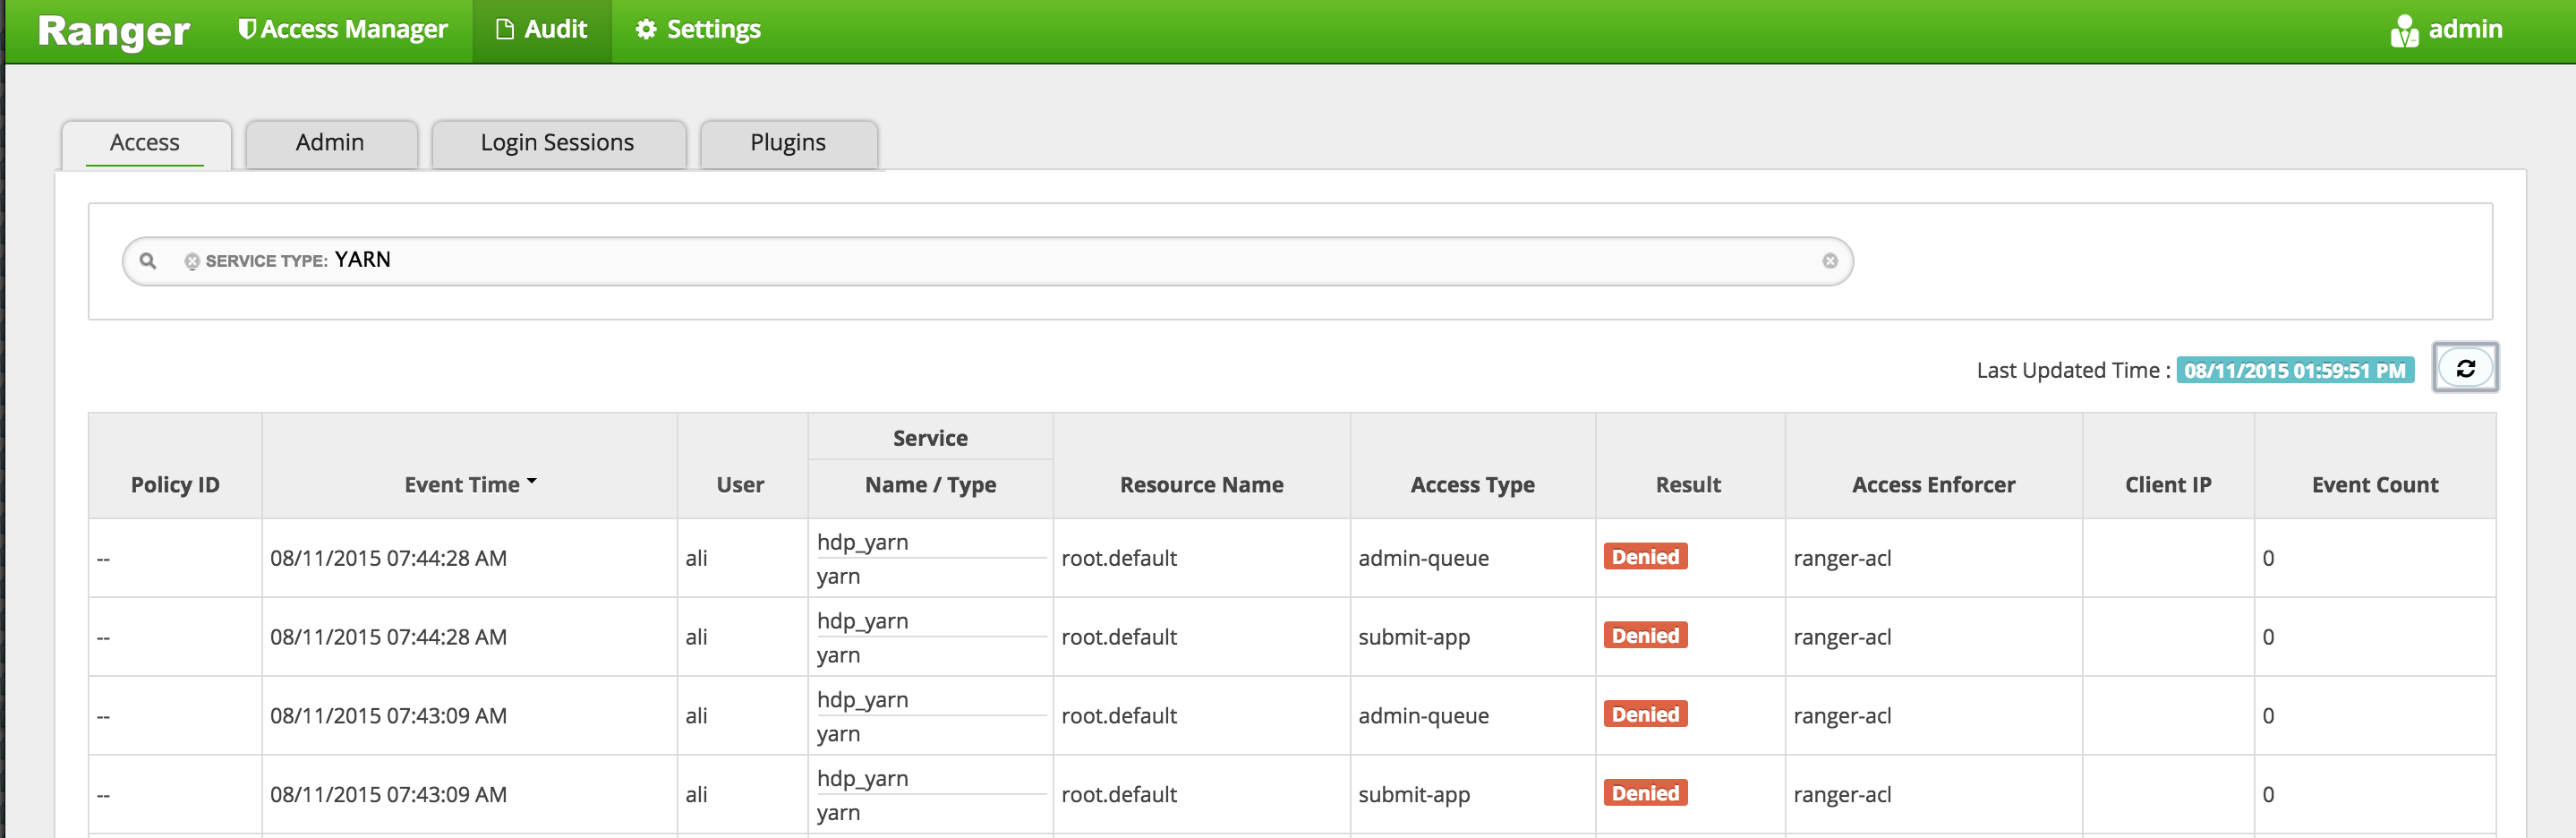 Ranger Access Manager Audit Settings admin
Access Admin Login Sessions Plugins
SERVICE TYPE: YARN
Last Updated Time : 08/11/2015 01:59:51 PM
Service
Policy ID Event Time User Name / Type Resource Name Access Type Result Access Enforcer Client IP Event Count
hdp_yarn
-- 08/11/2015 07:44:28 AM ali root.default admin-queue Denied ranger-acl 0
yarn
hdp_yarn
-- 08/11/2015 07:44:28 AM ali root.default submit-app Denied ranger-acl 0
yarn
hdp_yarn
-- 08/11/2015 07:43:09 AM ali root.default admin-queue Denied ranger-acl 0
yarn
hdp_yarn
-- 08/11/2015 07:43:09 AM ali root.default submit-app Denied ranger-acl 0
yarn